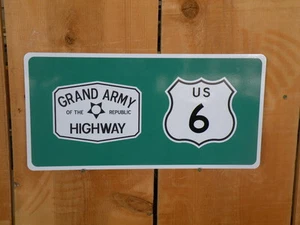 GRAND ARMY
OF THE REPUBLIC
HIGHWAY
US
6